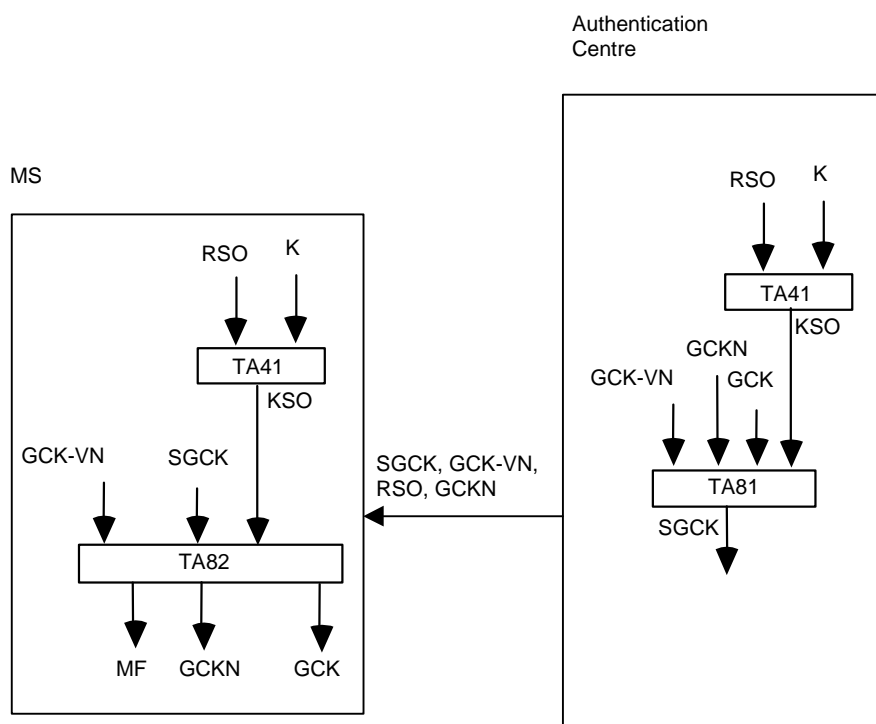 Authentication
Centre
MS
RSO
K
TA41
KSO
GCK-VN
SGCK
TA82
MF
GCKN
GCK
SGCK, GCK-VN,
RSO, GCKN
RSO
K
TA41
KSO
GCKN
GCK-VN
GCK
TA81
SGCK